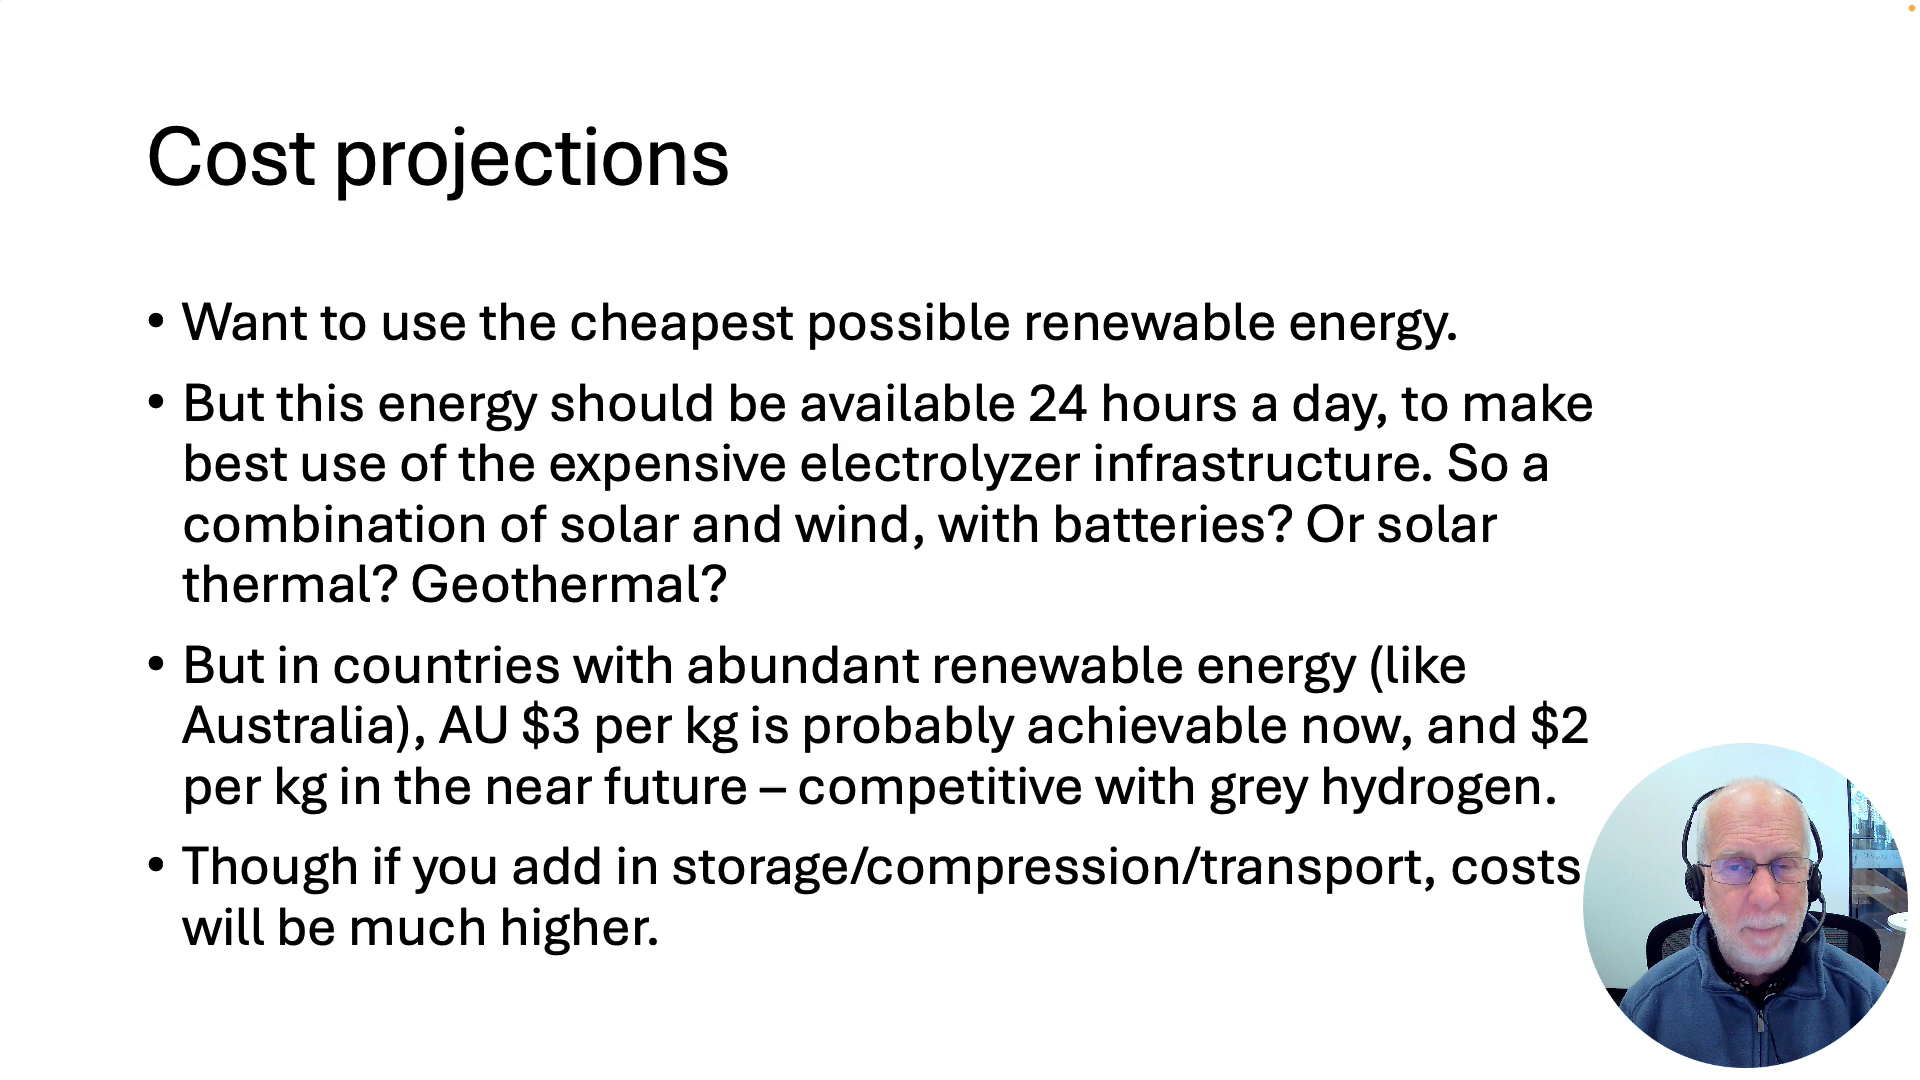 Cost projections
• Want to use the cheapest possible renewable energy.
• But this energy should be available 24 hours a day, to make
best use of the expensive electrolyzer infrastructure. So a
combination of solar and wind, with batteries? Or solar
thermal? Geothermal?
• But in countries with abundant renewable energy (like
Australia), AU $3 per kg is probably achievable now, and $2
per kg in the near future – competitive with grey hydrogen.
• Though if you add in storage/compression/transport, costs
will be much higher.